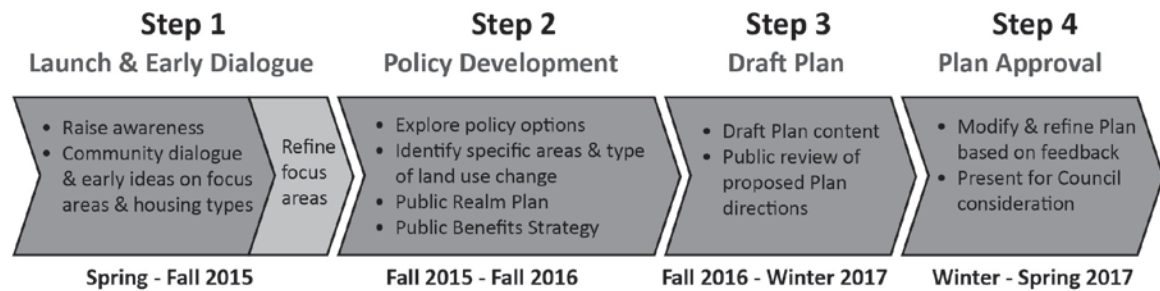 Step 1
Launch & Early Dialogue
• Raise awareness
• Community dialogue
& early ideas on focus
areas & housing types
Refine
focus
areas
Spring - Fall 2015
Step 2
Policy Development
• Explore policy options
• Identify specific areas & type
of land use change
• Public Realm Plan
• Public Benefits Strategy
Fall 2015 - Fall 2016
Step 3
Draft Plan
• Draft Plan content
• Public review of
proposed Plan
directions
Fall 2016 - Winter 2017
Step 4
Plan Approval
• Modify & refine Plan
based on feedback
• Present for Council
consideration
Winter - Spring 2017